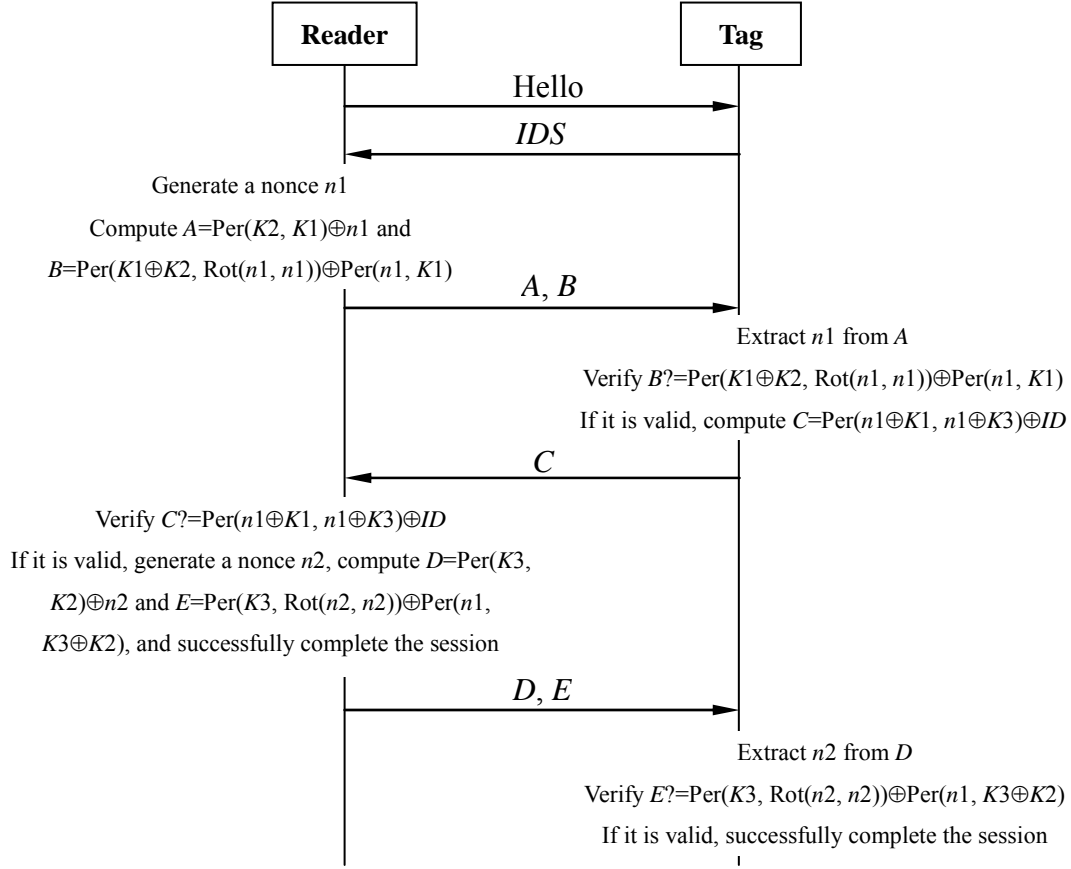 Reader
Tag
Hello
IDS
Generate a nonce n1
Compute A=Per(K2, K1)⊕n1 and
B=Per(K1⊕K2, Rot(n1, n1))⊕Per(n1, K1)
A, B
Extract n1 from A
Verify B?=Per(K1⊕K2, Rot(n1, n1))⊕Per(n1, K1)
If it is valid, compute C=Per(n1⊕K1, n1⊕K3)⊕ID
C
Verify C?=Per(n1⊕K1, n1⊕K3)⊕ID
If it is valid, generate a nonce n2, compute D=Per(K3,
K2)⊕n2 and E=Per(K3, Rot(n2, n2))⊕Per(n1,
K3⊕K2), and successfully complete the session
D, E
Extract n2 from D
Verify E?=Per(K3, Rot(n2, n2))⊕Per(n1, K3⊕K2)
If it is valid, successfully complete the session